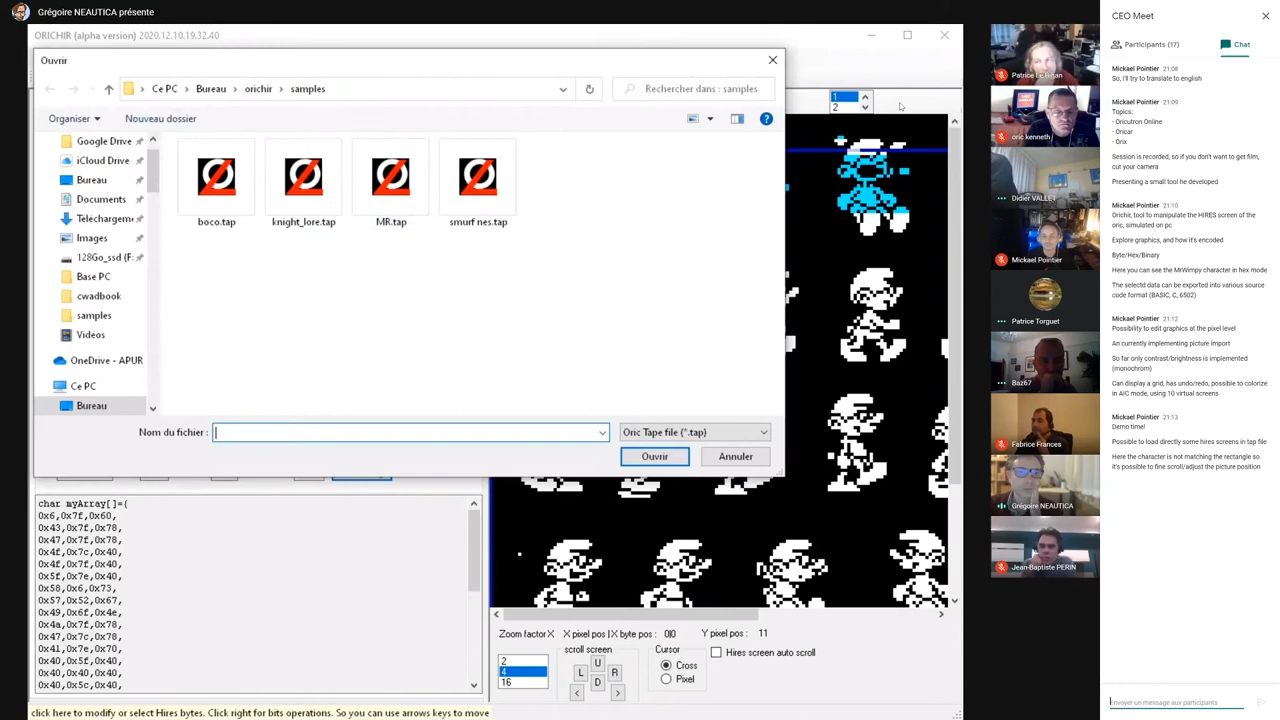 Grégoire NEAUTICA présente
ORICHIR (alpha version) 2020.12.10.19.32.40
Ouvrir
Ce PC > Bureau > orichir > samples
Rechercher dans : samples
Organiser
Nouveau dossier
Google Drive
iCloud Drive
Bureau
Documents
Téléchargeme
Images
128Go_ssd (F:
Base PC
cwadbook
samples
Vidéos
OneDrive - APUR
Ce PC
Bureau
boco.tap
knight_lore.tap
MR.tap
smurf nes.tap
Nom du fichier :
Oric Tape file (*.tap)
Ouvrir
Annuler
1
2
char myArray[]={
0x6,0x7f,0x60,
0x43,0x7f,0x78,
0x47,0x7f,0x78,
0x4f,0x7c,0x40,
0x4f,0x7f,0x40,
0x5f,0x7e,0x40,
0x58,0x6,0x73,
0x57,0x52,0x67,
0x49,0x6f,0x4e,
0x4a,0x7f,0x78,
0x47,0x7c,0x78,
0x41,0x7e,0x70,
0x40,0x5f,0x40,
0x40,0x40,0x40,
0x40,0x5c,0x40,
Zoom factor X
X pixel pos | X byte pos : 0|0
Y pixel pos : 11
2
4
16
scroll screen
U
L
R
D
<
>
Cursor
Cross
Pixel
Hires screen auto scroll
click here to modify or select Hires bytes. Click right for bits operations. So you can use arrows keys to move
Patrice Le Bihan
oric kenneth
Didier VALLET
Mickael Pointier
Patrice Torguet
Baz67
Fabrice Frances
Grégoire NEAUTICA
Jean-Baptiste PERIN
CEO Meet
Participants (17)
Chat
Mickael Pointier 21:08
So, I'll try to translate to english
Mickael Pointier 21:09
Topics:
- Oricutron Online
- Oricar
- Orix
Session is recorded, so if you don't want to get film,
cut your camera
Presenting a small tool he developed
Mickael Pointier 21:10
Orichir, tool to manipulate the HIRES screen of the
oric, simulated on pc
Explore graphics, and how it's encoded
Byte/Hex/Binary
Here you can see the MrWimpy character in hex mode
The selectd data can be exported into various source
code format (BASIC, C, 6502)
Mickael Pointier 21:12
Possibility to edit graphics at the pixel level
An currently implementing picture import
So far only contrast/brightness is implemented
(monochrom)
Can display a grid, has undo/redo, possible to colorize
in AIC mode, using 10 virtual screens
Mickael Pointier 21:13
Demo time!
Possible to load directly some hires screens in tap file
Here the character is not matching the rectangle so
it's possible to fine scroll/adjust the picture position
Envoyer un message aux participants